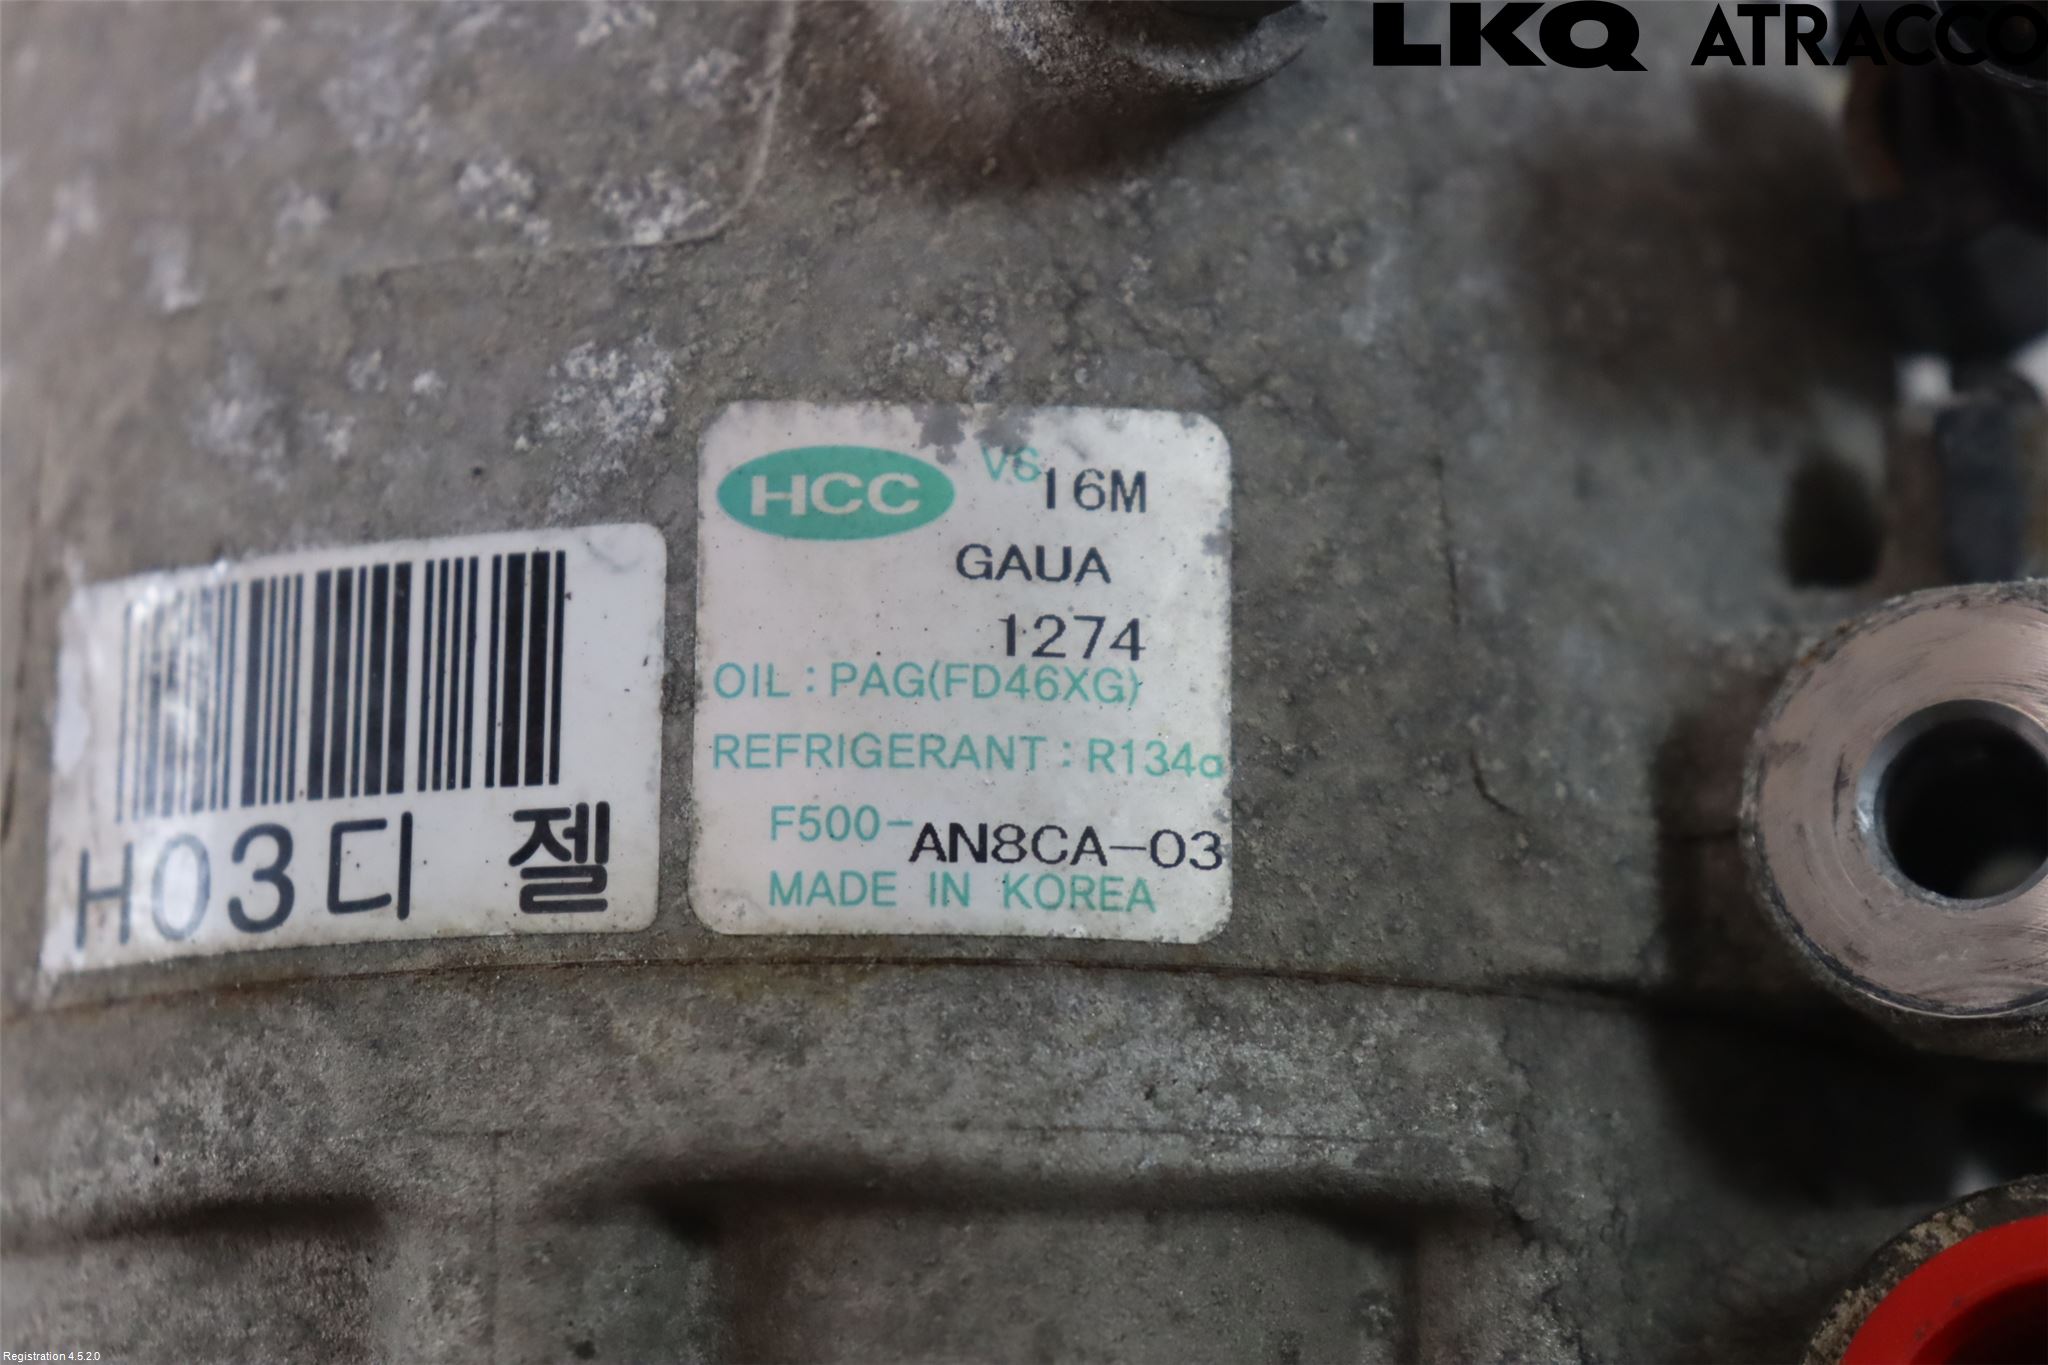 LKQ ATRACCO
HCC VS 16M
GAUA
1274
OIL : PAG(FD46XG)
REFRIGERANT : R134a
F500-AN8CA-03
MADE IN KOREA
H03디 젤
Registration 4.5.2.0